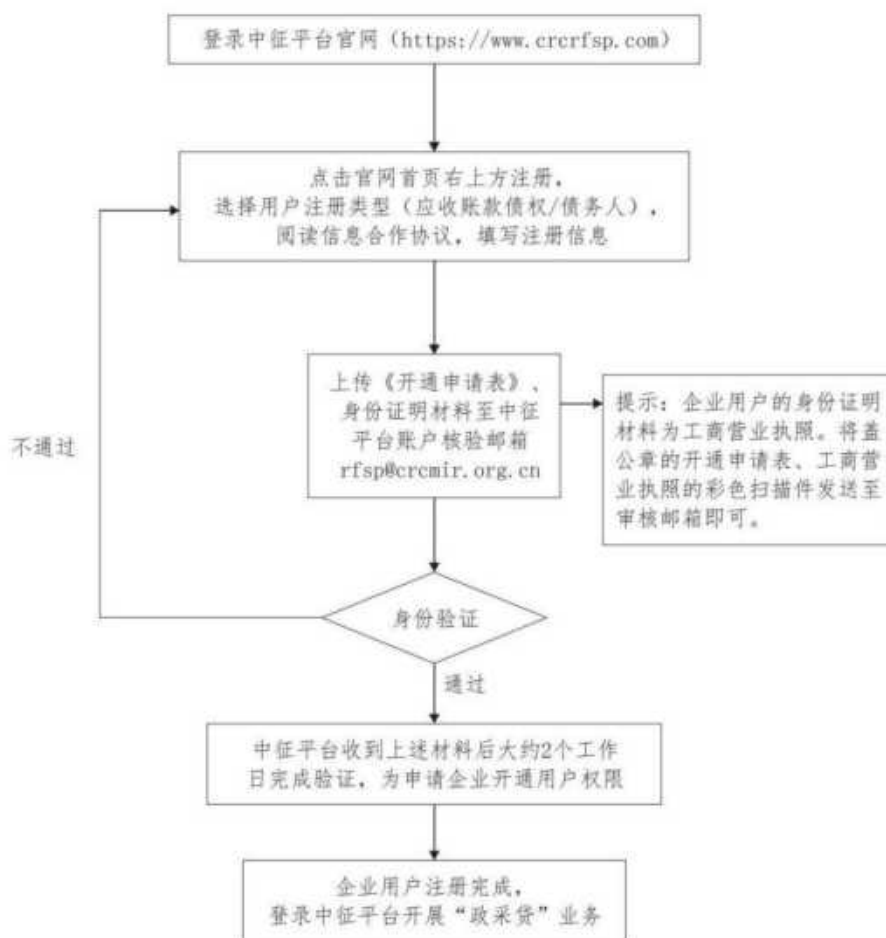 登录中征平台官网（https://www.crcrfsp.com）
点击官网首页右上方注册，
选择用户注册类型（应收账款债权/债务人），
阅读信息合作协议，填写注册信息
上传《开通申请表》、
身份证明材料至中征
平台账户核验邮箱
rfsp@crcmir.org.cn
提示：企业用户的身份证明
材料为工商营业执照。将盖
公章的开通申请表、工商营
业执照的彩色扫描件发送至
审核邮箱即可。
不通过
身份验证
通过
中征平台收到上述材料后大约2个工作
日完成验证，为申请企业开通用户权限
企业用户注册完成，
登录中征平台开展“政采贷”业务